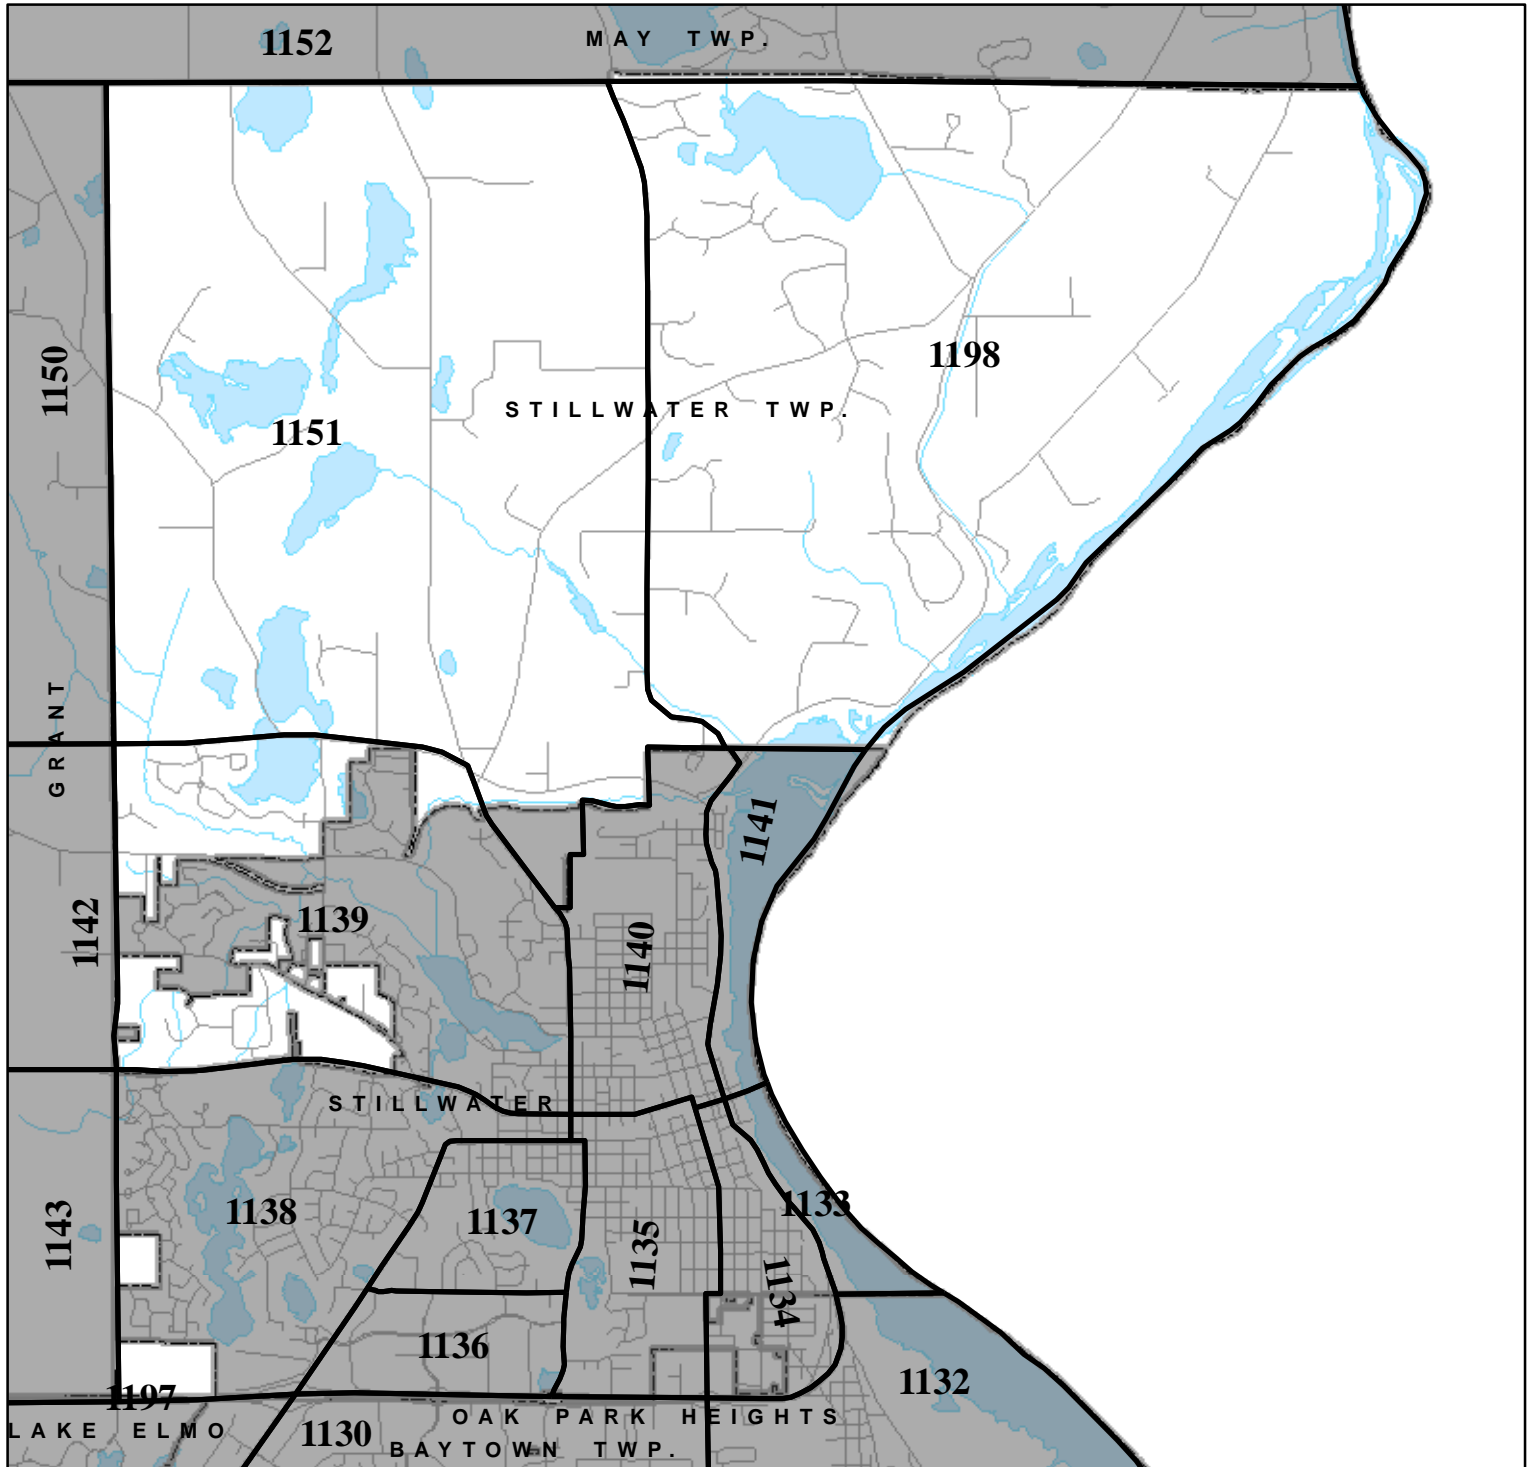 1152
MAY TWP.
1150
1198
STILLWATER TWP.
1151
GRANT
1141
1142
1139
1140
STILLWATER
1143
1138
1137
1135
1133
1134
1136
1132
1197
OAK PARK HEIGHTS
LAKE ELMO
1130
BAYTOWN TWP.